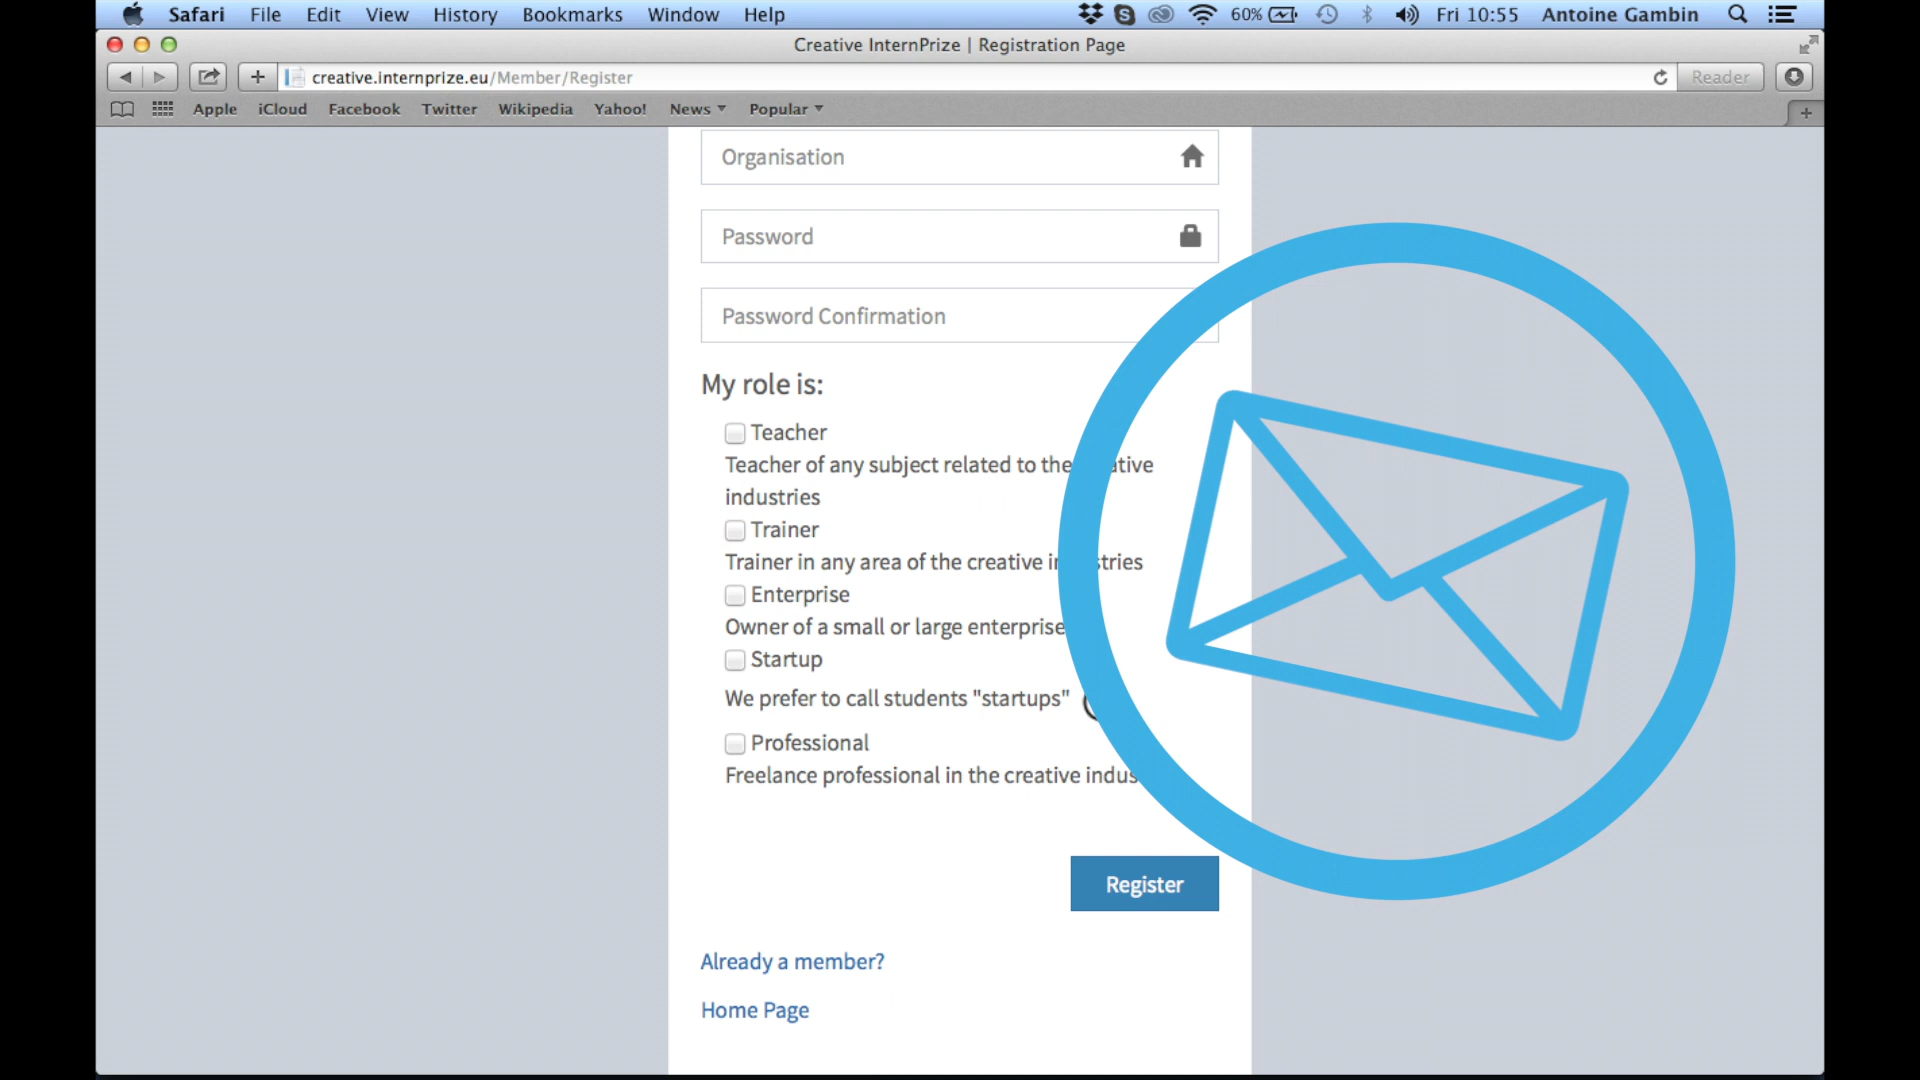 Safari File Edit View History Bookmarks Window Help 60% Fri 10:55 Antoine Gambin
Creative InternPrize | Registration Page
creative.internprize.eu/Member/Register Reader
Apple iCloud Facebook Twitter Wikipedia Yahoo! News Popular
Organisation
Password
Password Confirmation
My role is:
Teacher
Teacher of any subject related to the
industries
Trainer
Trainer in any area of the creative
Enterprise
Owner of a small or large enterprise
Startup
We prefer to call students "startups"
Professional
Freelance professional in the creative
Register
Already a member?
Home Page